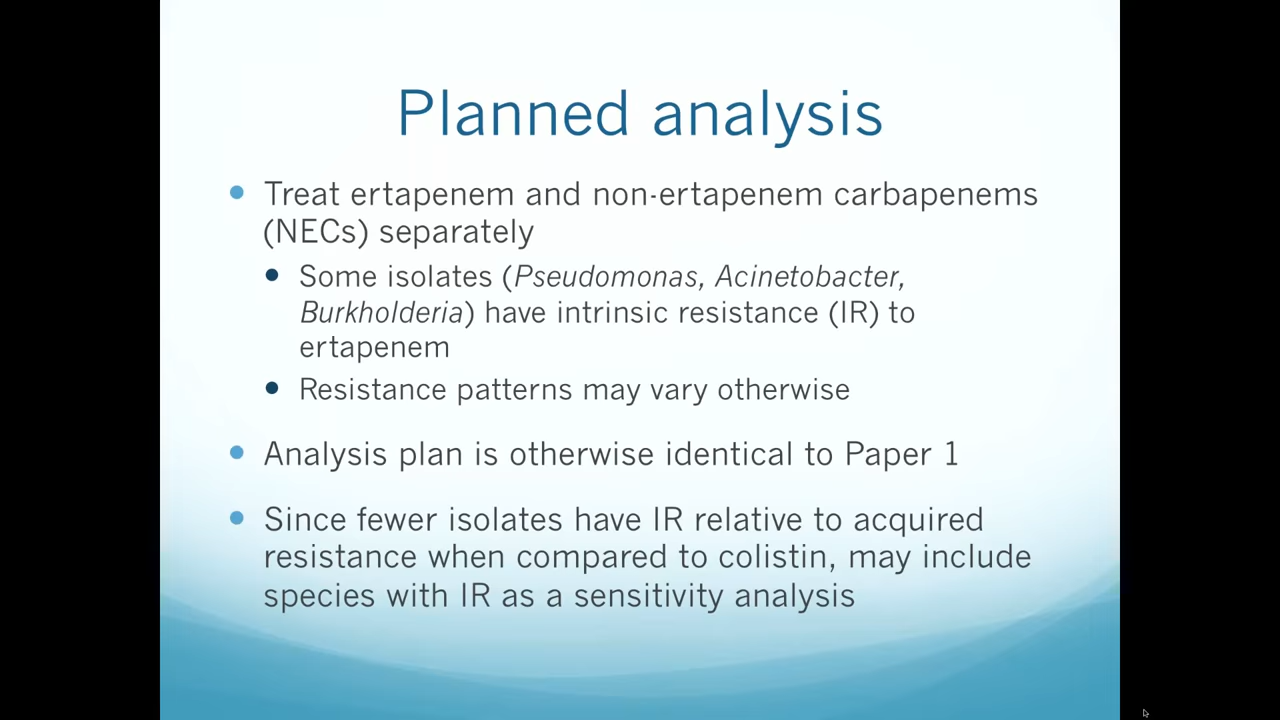 Planned analysis
Treat ertapenem and non-ertapenem carbapenems
(NECs) separately
Some isolates (Pseudomonas, Acinetobacter,
Burkholderia) have intrinsic resistance (IR) to
ertapenem
Resistance patterns may vary otherwise
Analysis plan is otherwise identical to Paper 1
Since fewer isolates have IR relative to acquired
resistance when compared to colistin, may include
species with IR as a sensitivity analysis